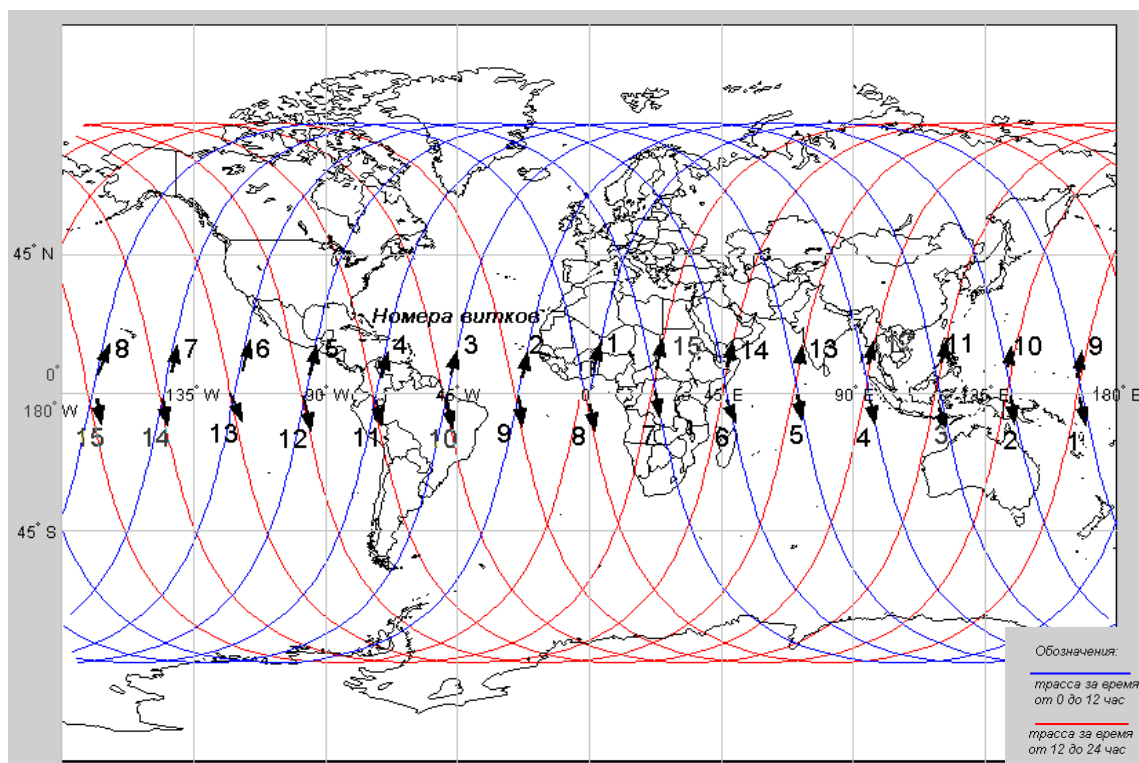 45° N
Номера витков
8 7 6 5 4 3 2 1 15 14 13 12 11 10 9
0°
180° W 135° W 90° W 45° W 0° 45° E 90° E 135° E 180° E
15 14 13 12 11 10 9 8 7 6 5 4 3 2 1
45° S
Обозначения:
трасса за время
от 0 до 12 час
трасса за время
от 12 до 24 час